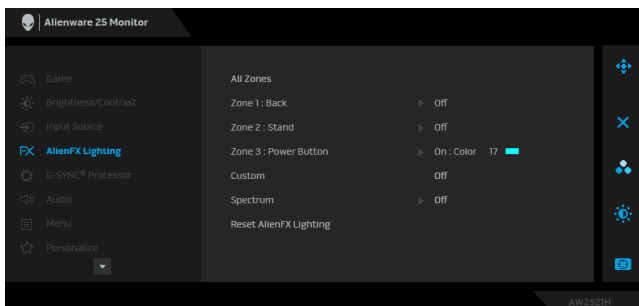 Alienware 25 Monitor
Game
Brightness/Contrast
Input Source
FX AlienFX Lighting
G-SYNC® Processor
Audio
Menu
Personalize
All Zones
Zone 1 : Back Off
Zone 2 : Stand Off
Zone 3 : Power Button On : Color 17
Custom Off
Spectrum Off
Reset AlienFX Lighting
AW2521H